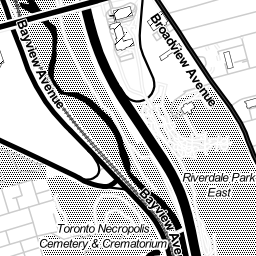 Bayview Avenue
Broadview Avenue
Riverdale Park
East
Toronto Necropolis
Cemetery & Crematorium
Bayview Ave